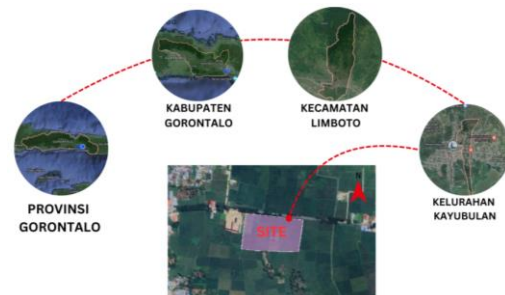 PROVINSI
GORONTALO
KABUPATEN
GORONTALO
KECAMATAN
LIMBOTO
KELURAHAN
KAYUBULAN
N
SITE